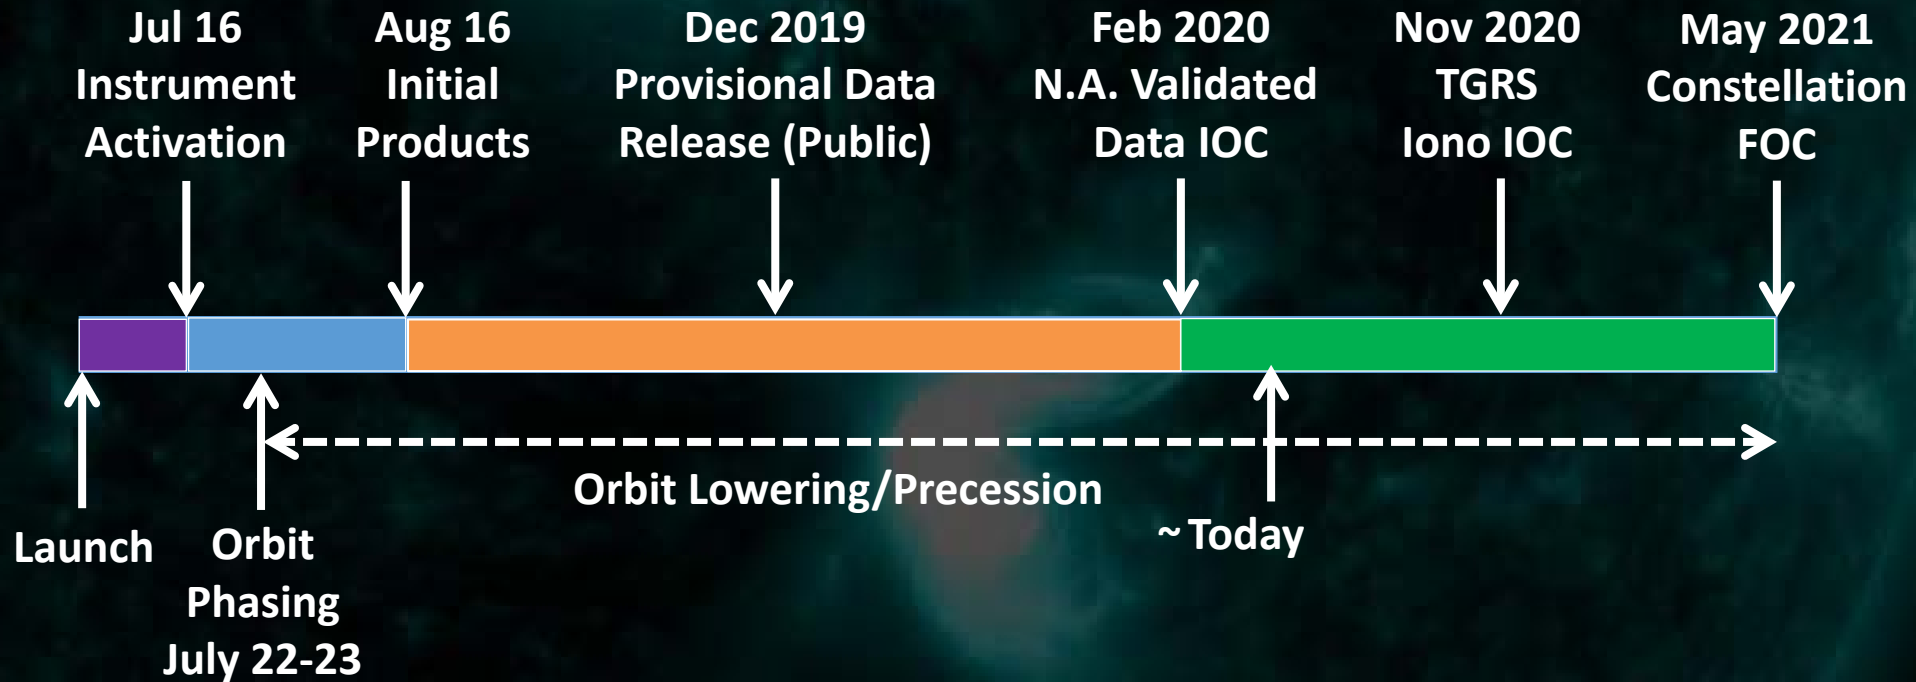 Jul 16
Instrument
Activation
Aug 16
Initial
Products
Dec 2019
Provisional Data
Release (Public)
Feb 2020
N.A. Validated
Data IOC
Nov 2020
TGRS
Iono IOC
May 2021
Constellation
FOC
Orbit Lowering/Precession
Launch
Orbit
Phasing
July 22-23
~ Today